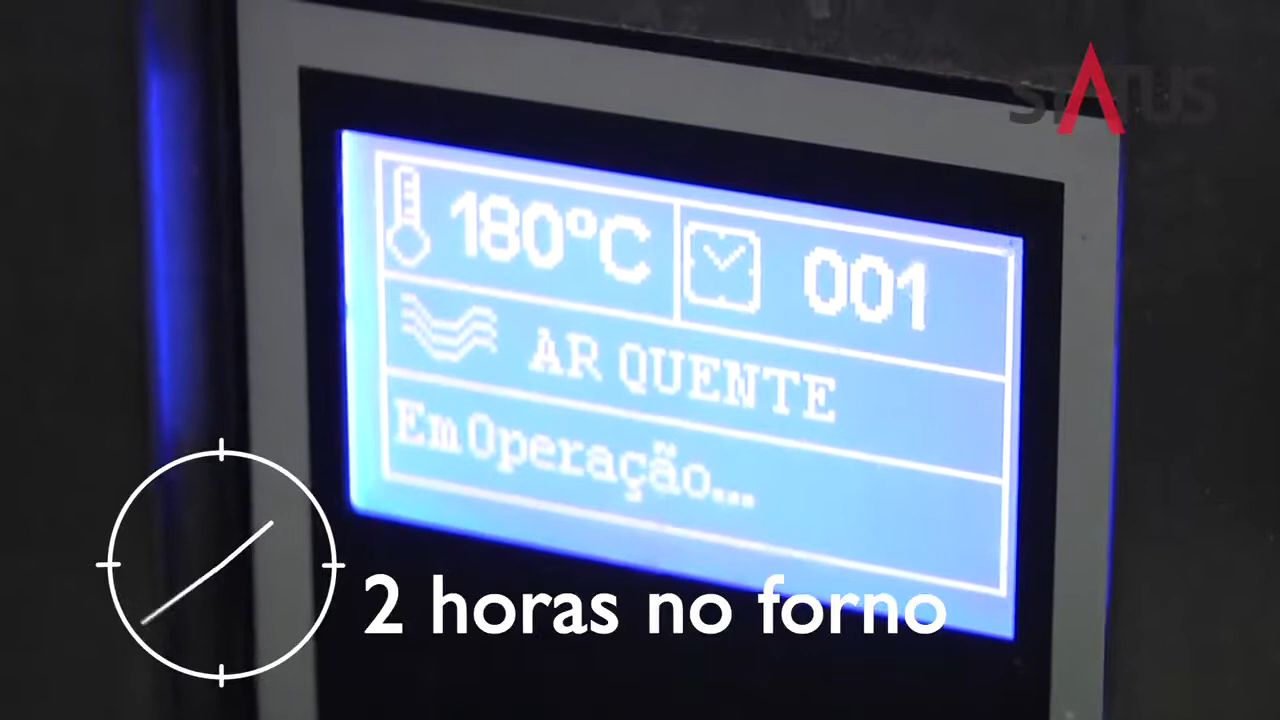 STATUS
180°C 001
AR QUENTE
Em Operação...
2 horas no forno